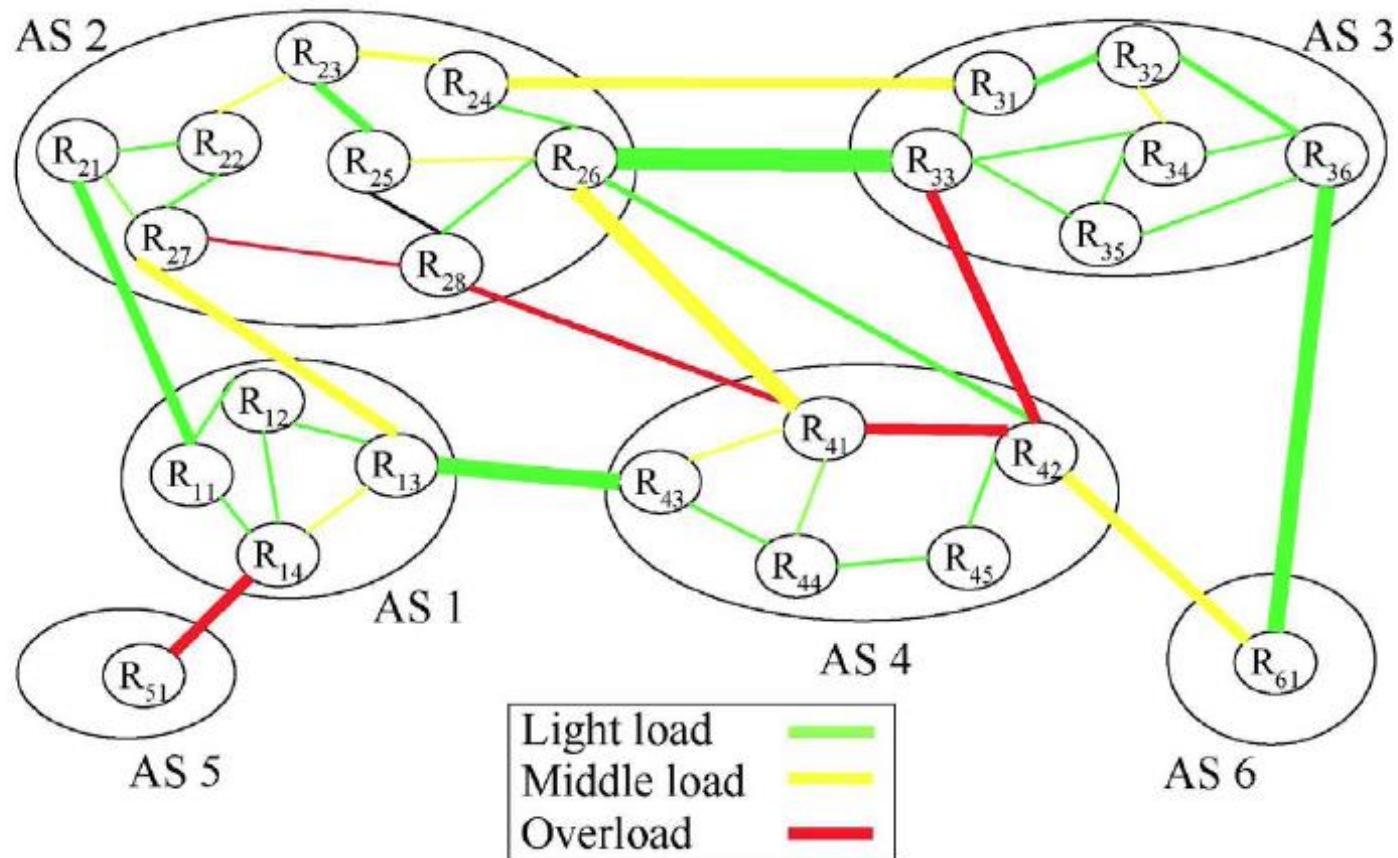 AS 2
R23
R24
R21
R22
R25
R26
R27
R28
AS 3
R31
R32
R33
R34
R36
R35
R12
R11
R13
R14
AS 1
R41
R42
R43
R44
R45
AS 4
R51
AS 5
R61
AS 6
Light load
Middle load
Overload